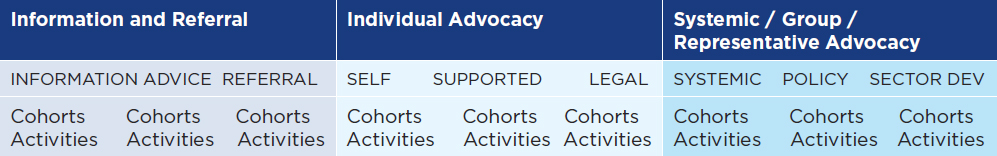 Information and Referral
Individual Advocacy
Systemic / Group /
Representative Advocacy
INFORMATION ADVICE REFERRAL
SELF SUPPORTED LEGAL
SYSTEMIC POLICY SECTOR DEV
Cohorts Cohorts Cohorts Cohorts Cohorts Cohorts Cohorts Cohorts Cohorts
Activities Activities Activities Activities Activities Activities Activities Activities Activities